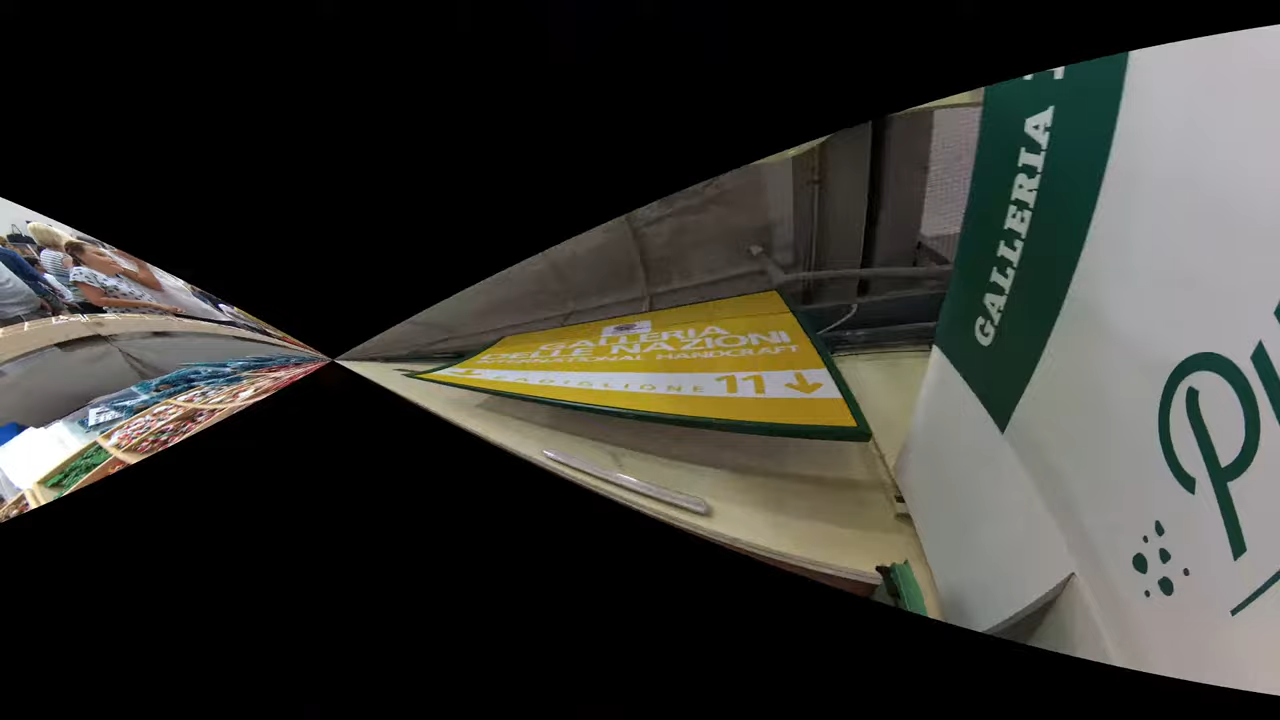 GALLERIA
DELLE NAZIONI
INTERNATIONAL HANDCRAFT
PADIGLIONE 11
GALLERIA